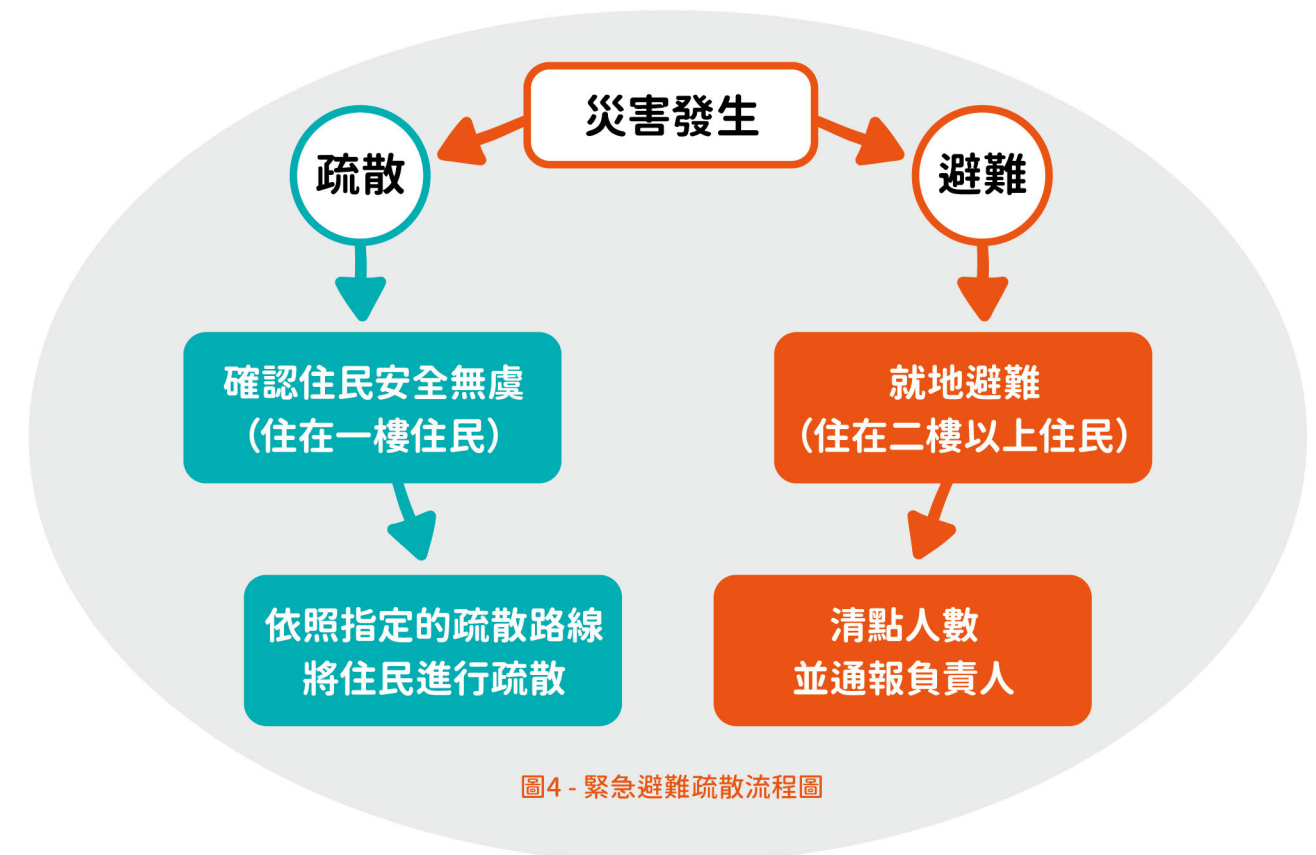 災害發生
疏散
避難
確認住民安全無虞
(住在一樓住民)
就地避難
(住在二樓以上住民)
依照指定的疏散路線
將住民進行疏散
清點人數
並通報負責人
圖4 - 緊急避難疏散流程圖